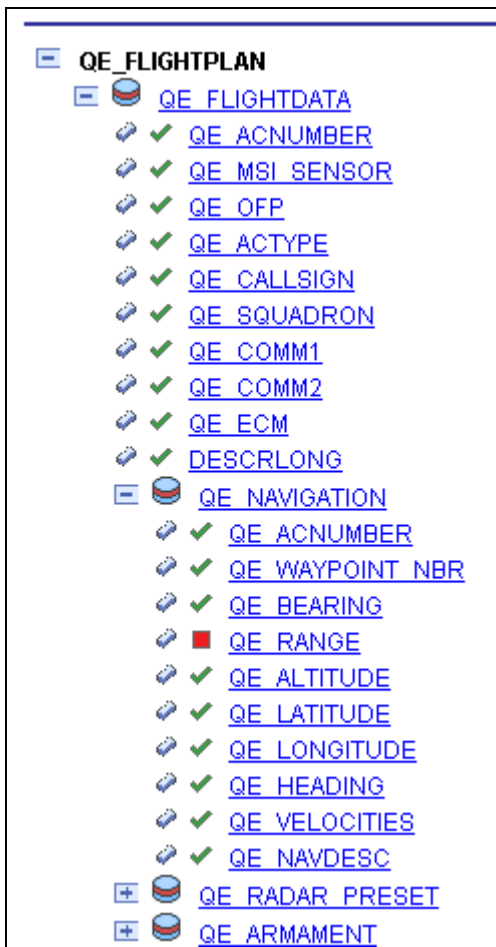 QE_FLIGHTPLAN
QE_FLIGHTDATA
QE_ACNUMBER
QE_MSI_SENSOR
QE_OFP
QE_ACTYPE
QE_CALLSIGN
QE_SQUADRON
QE_COMM1
QE_COMM2
QE_ECM
DESCRLONG
QE_NAVIGATION
QE_ACNUMBER
QE_WAYPOINT_NBR
QE_BEARING
QE_RANGE
QE_ALTITUDE
QE_LATITUDE
QE_LONGITUDE
QE_HEADING
QE_VELOCITIES
QE_NAVDESC
QE_RADAR_PRESET
QE_ARMAMENT